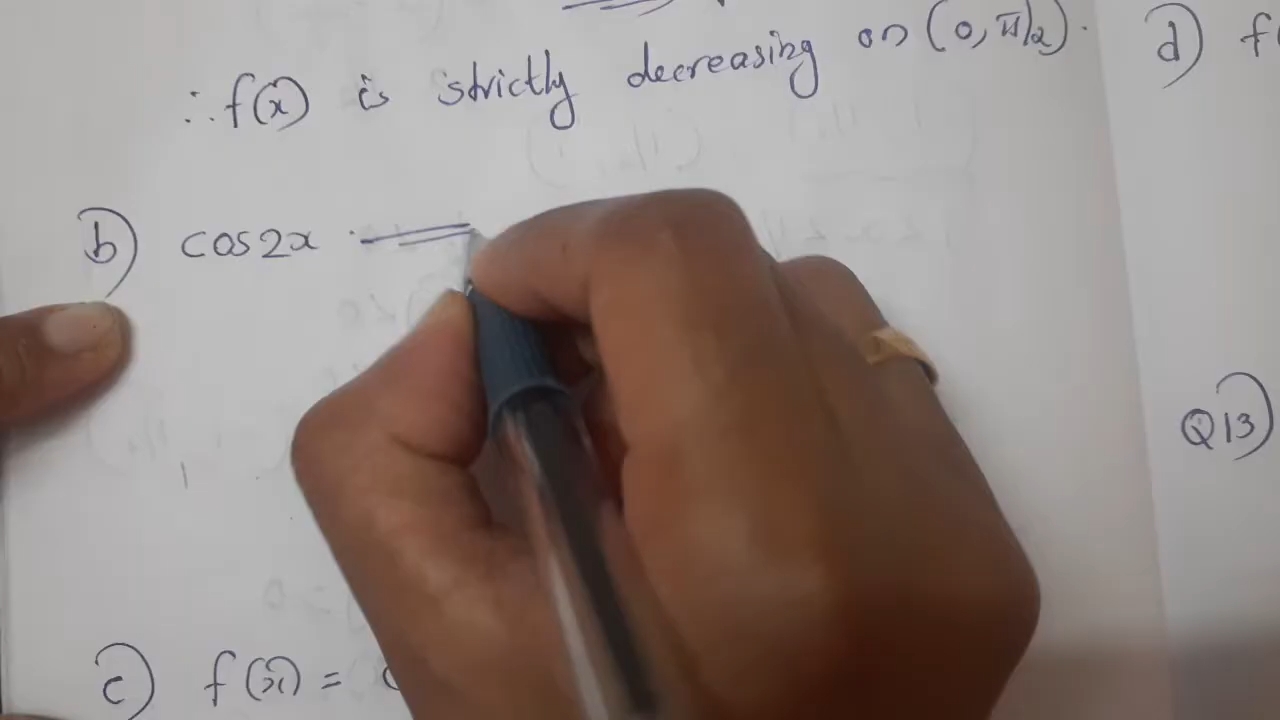 ∴ f(x) is strictly decreasing on (0, π/2).
d) f(
b) cos2x
Q13)
c) f(x) =